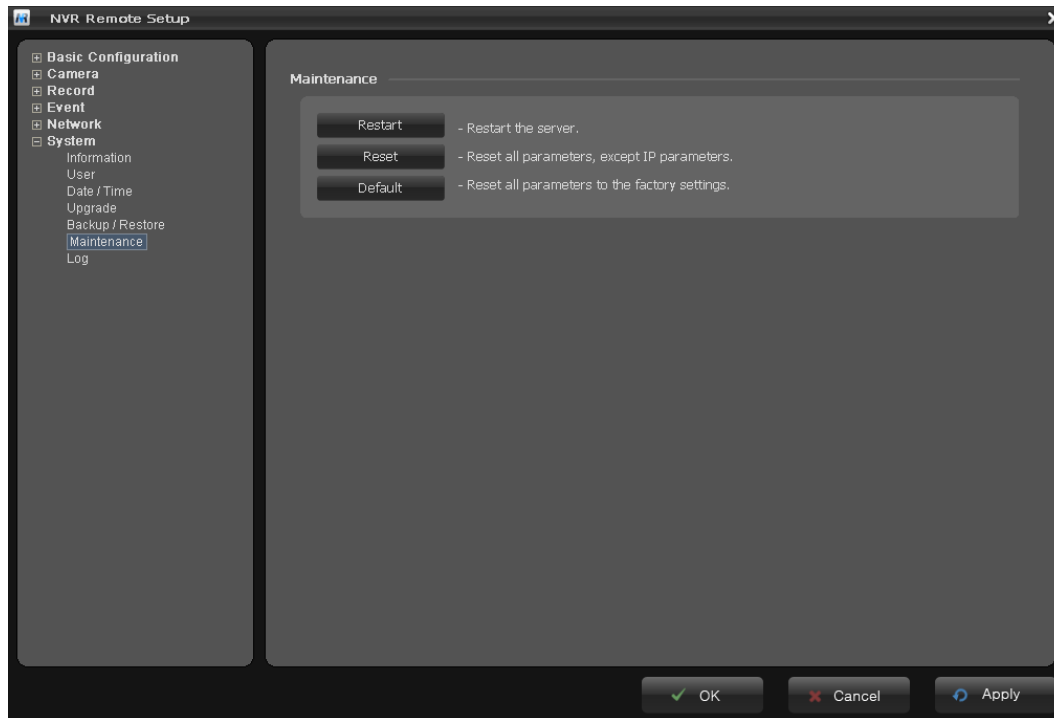 NVR Remote Setup
Basic Configuration
Camera
Record
Event
Network
System
Information
User
Date / Time
Upgrade
Backup / Restore
Maintenance
Log
Maintenance
Restart - Restart the server.
Reset - Reset all parameters, except IP parameters.
Default - Reset all parameters to the factory settings.
OK Cancel Apply